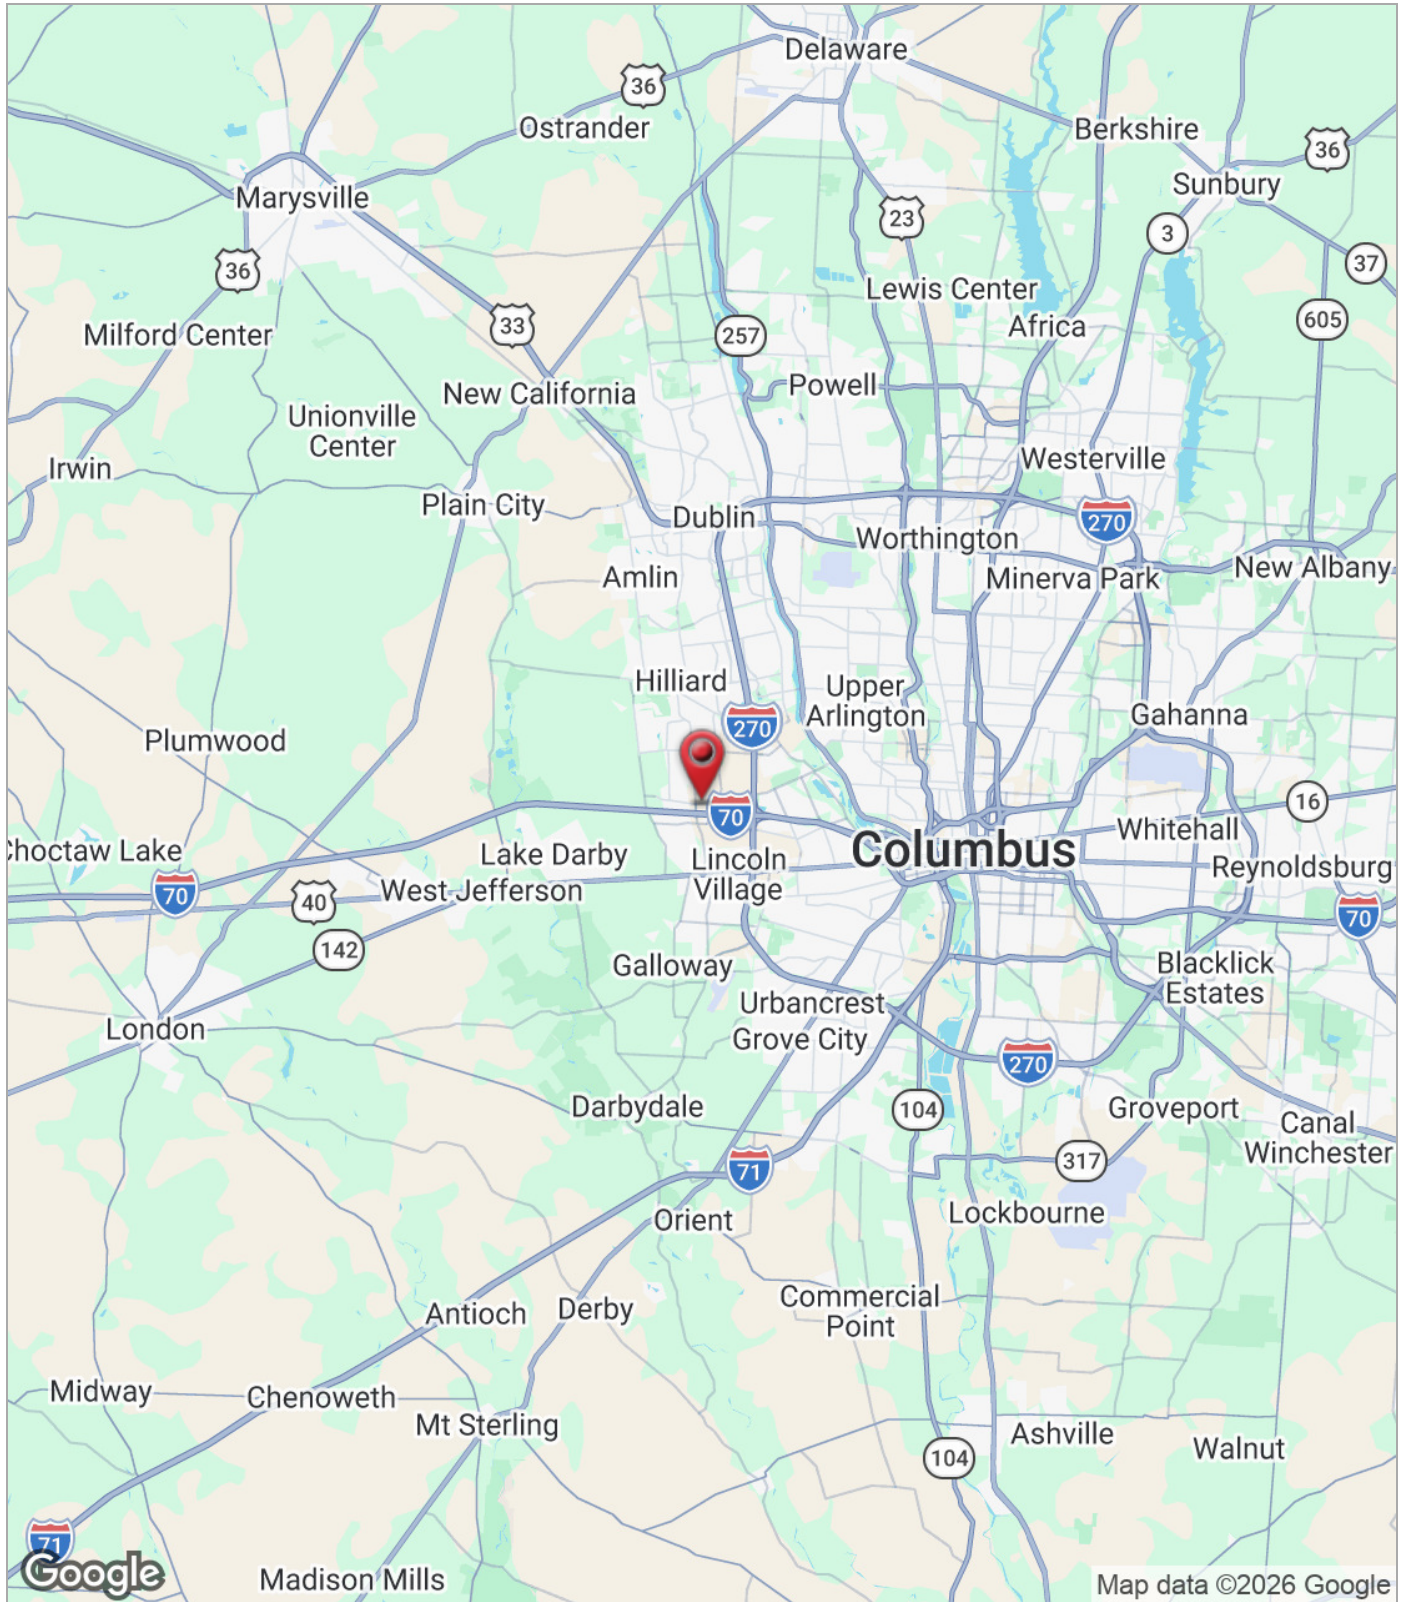 Delaware
36
Ostrander
Berkshire
36
Sunbury
Marysville
23
3
37
36
Lewis Center
605
33
Africa
Milford Center
257
Powell
New California
Unionville
Center
Westerville
Irwin
Plain City
Dublin
270
Worthington
New Albany
Amlin
Minerva Park
Hilliard
Upper
Arlington
270
Gahanna
Plumwood
16
70
Whitehall
Columbus
Choctaw Lake
Lake Darby
Lincoln
Village
Reynoldsburg
70
40
West Jefferson
70
142
Galloway
Blacklick
Estates
Urbancrest
London
Grove City
270
Darbydale
104
Groveport
Canal
Winchester
71
317
Orient
Lockbourne
Commercial
Point
Antioch
Derby
Midway
Chenoweth
Mt Sterling
Ashville
Walnut
104
71
Google
Madison Mills
Map data ©2026 Google